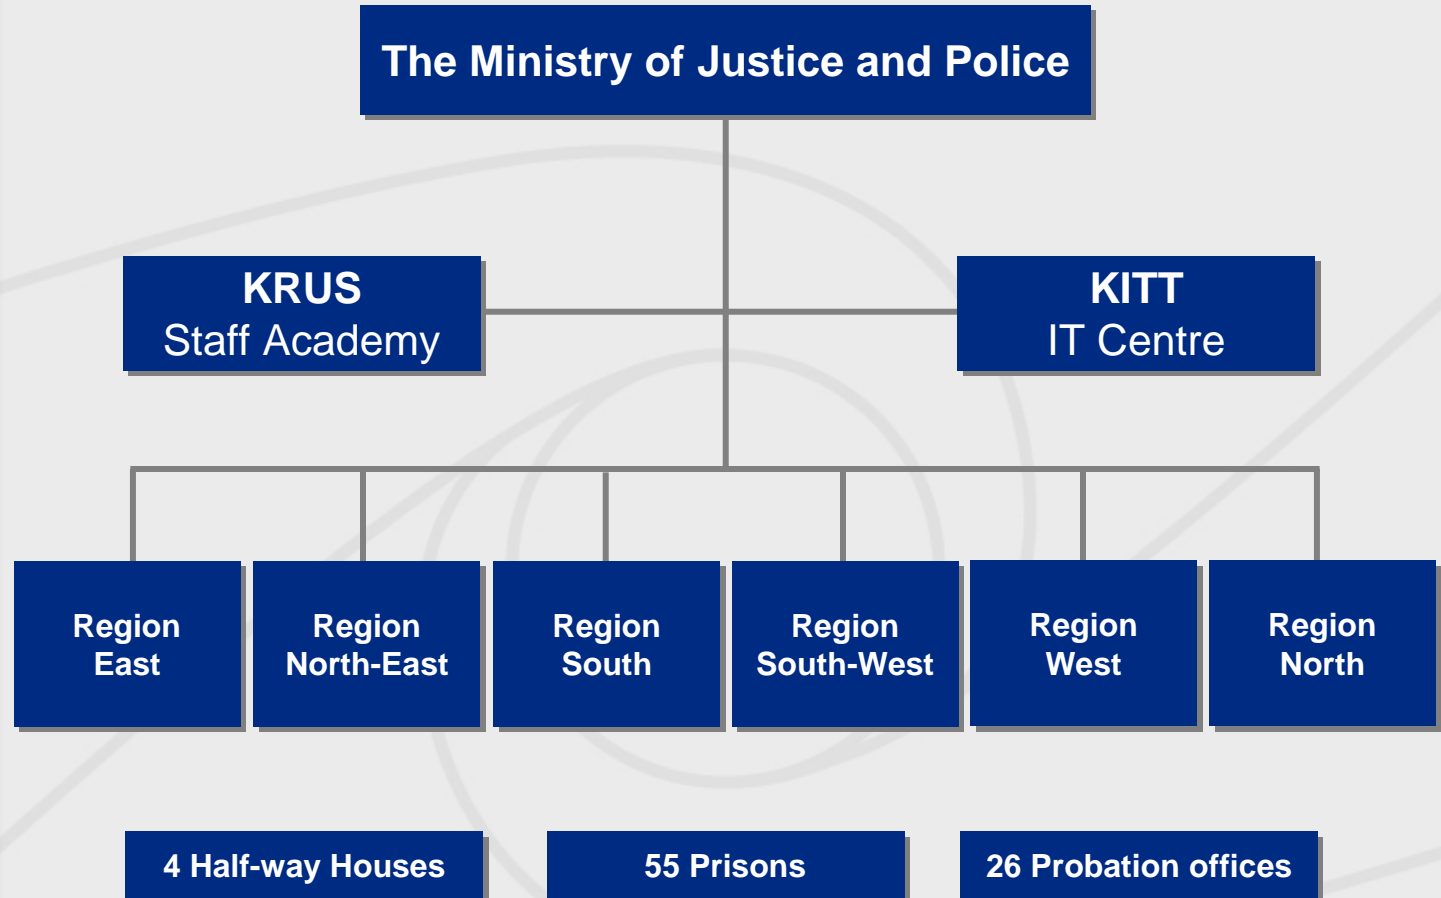 The Ministry of Justice and Police
KRUS
Staff Academy
KITT
IT Centre
Region
East
Region
North-East
Region
South
Region
South-West
Region
West
Region
North
4 Half-way Houses
55 Prisons
26 Probation offices